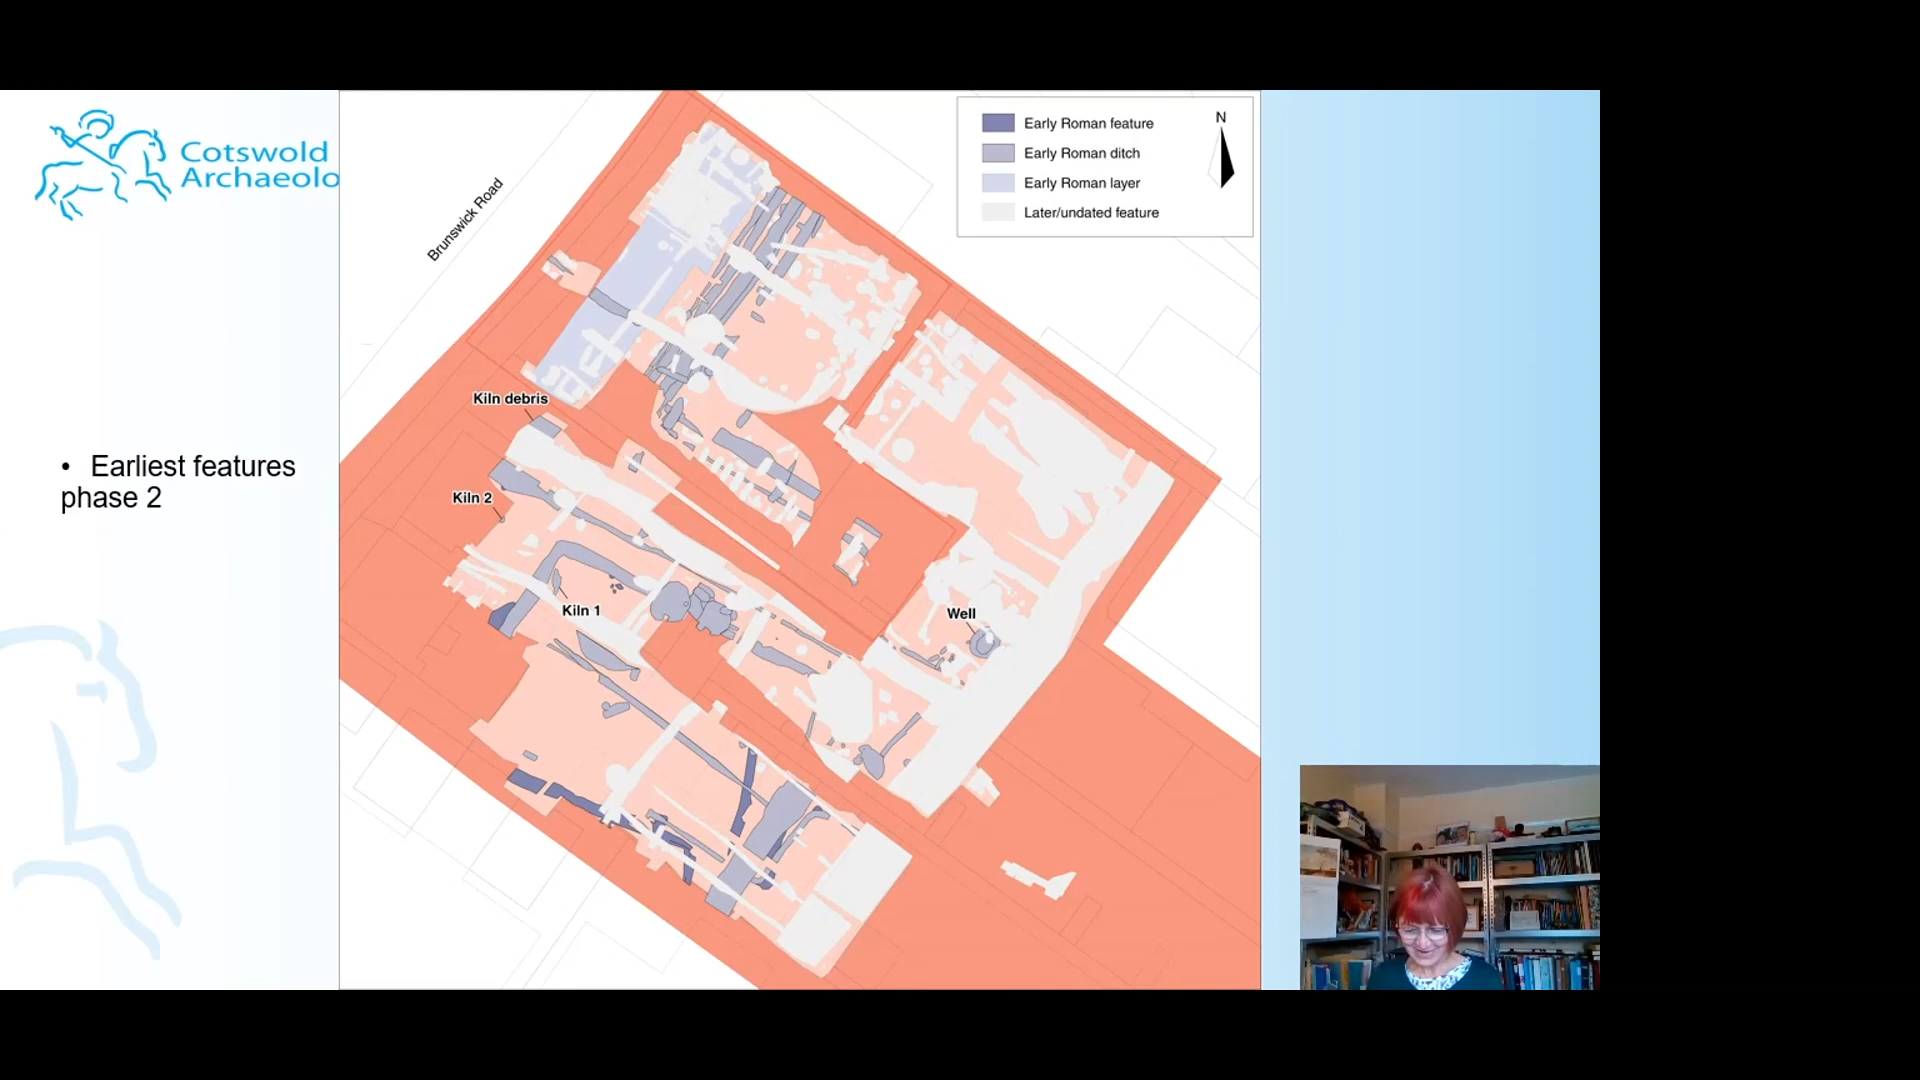 Cotswold
Archaeolo
• Earliest features
phase 2
Brunswick Road
Early Roman feature
Early Roman ditch
Early Roman layer
Later/undated feature
N
Kiln debris
Kiln 2
Kiln 1
Well